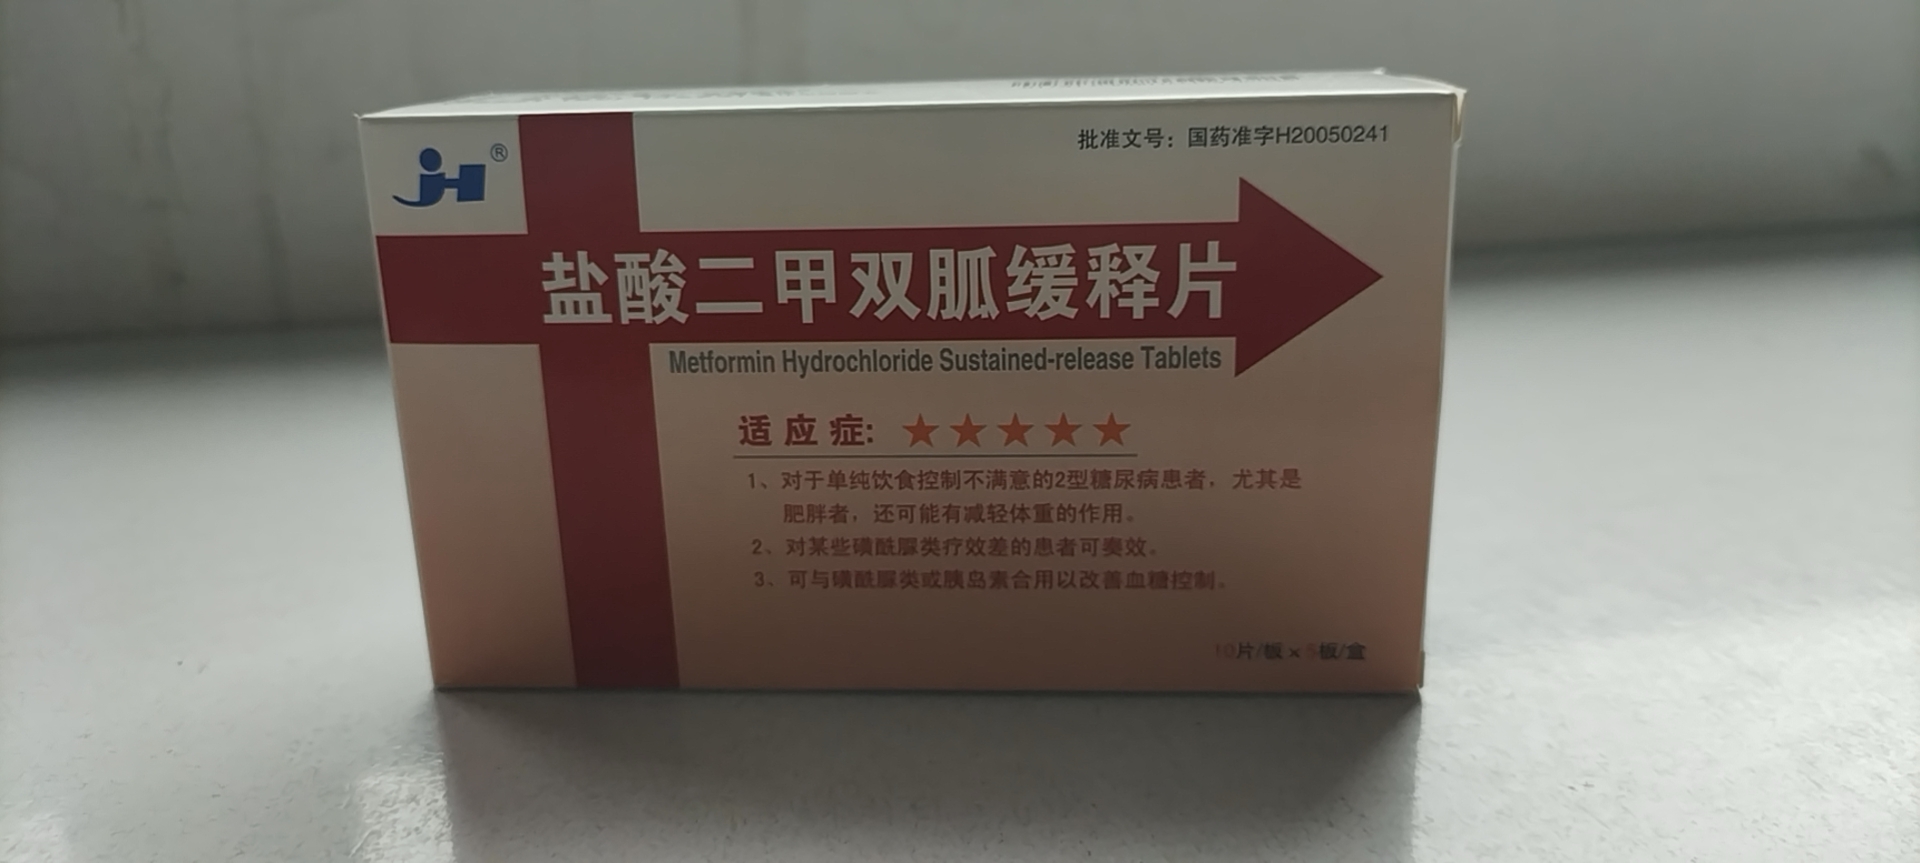 jH®
批准文号：国药准字H20050241
盐酸二甲双胍缓释片
Metformin Hydrochloride Sustained-release Tablets
适应症：★★★★★
1、对于单纯饮食控制不满意的2型糖尿病患者，尤其是
肥胖者，还可能有减轻体重的作用。
2、对某些磺酰脲类疗效差的患者可奏效。
3、可与磺酰脲类或胰岛素合用以改善血糖控制。
10片/板×5板/盒